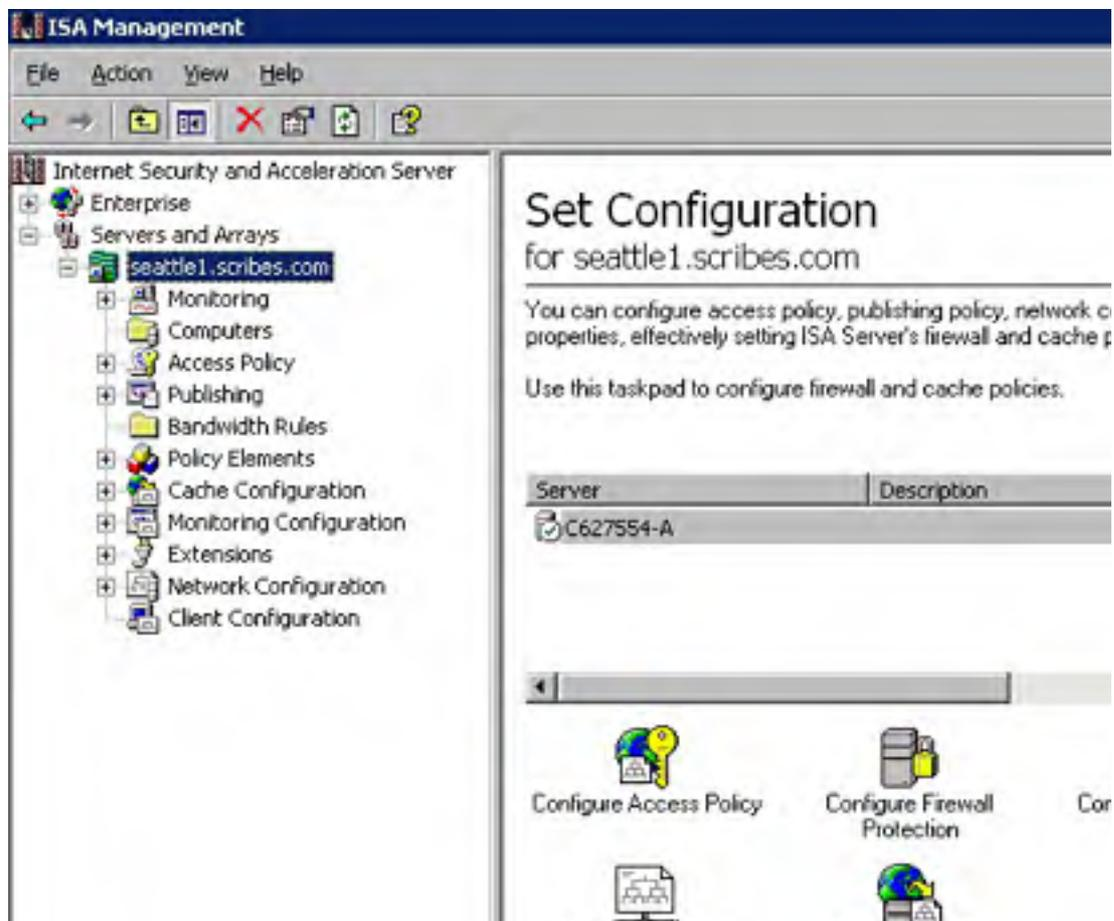 ISA Management
File Action View Help
Internet Security and Acceleration Server
Enterprise
Servers and Arrays
seattle1.scribes.com
Monitoring
Computers
Access Policy
Publishing
Bandwidth Rules
Policy Elements
Cache Configuration
Monitoring Configuration
Extensions
Network Configuration
Client Configuration
Set Configuration
for seattle1.scribes.com
You can configure access policy, publishing policy, network c
properties, effectively setting ISA Server's firewall and cache p
Use this taskpad to configure firewall and cache policies.
Server Description
C627554-A
Configure Access Policy
Configure Firewall
Protection
Cor